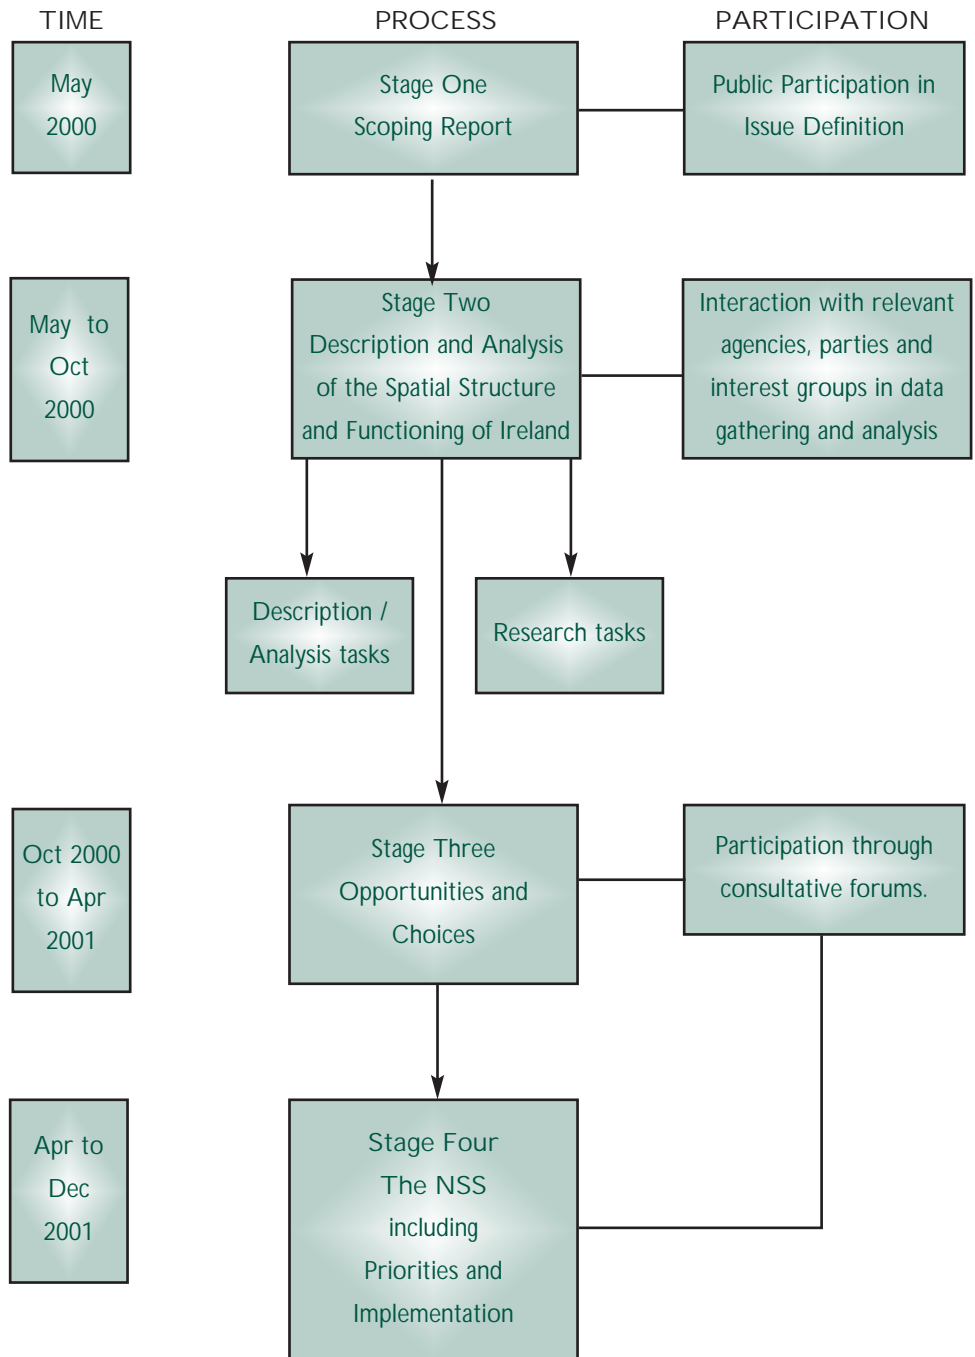 TIME
PROCESS
PARTICIPATION
May
2000
Stage One
Scoping Report
Public Participation in
Issue Definition
May to
Oct
2000
Stage Two
Description and Analysis
of the Spatial Structure
and Functioning of Ireland
Interaction with relevant
agencies, parties and
interest groups in data
gathering and analysis
Description /
Analysis tasks
Research tasks
Oct 2000
to Apr
2001
Stage Three
Opportunities and
Choices
Participation through
consultative forums.
Apr to
Dec
2001
Stage Four
The NSS
including
Priorities and
Implementation